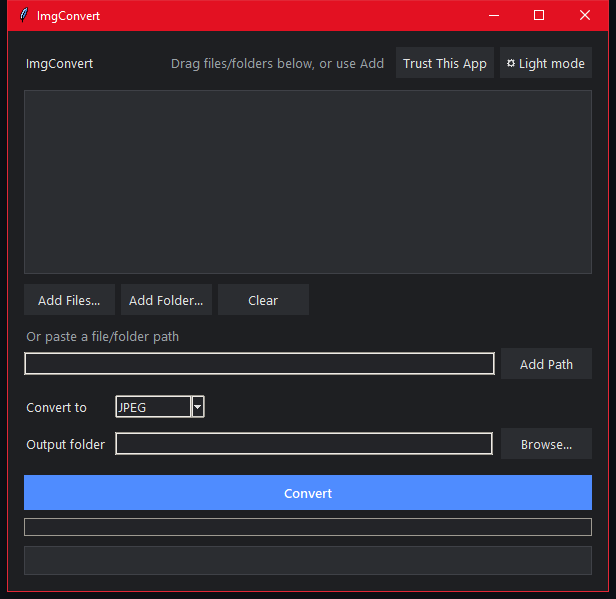 ImgConvert
ImgConvert Drag files/folders below, or use Add Trust This App ☼ Light mode
Add Files... Add Folder... Clear
Or paste a file/folder path
Add Path
Convert to JPEG
Output folder Browse...
Convert